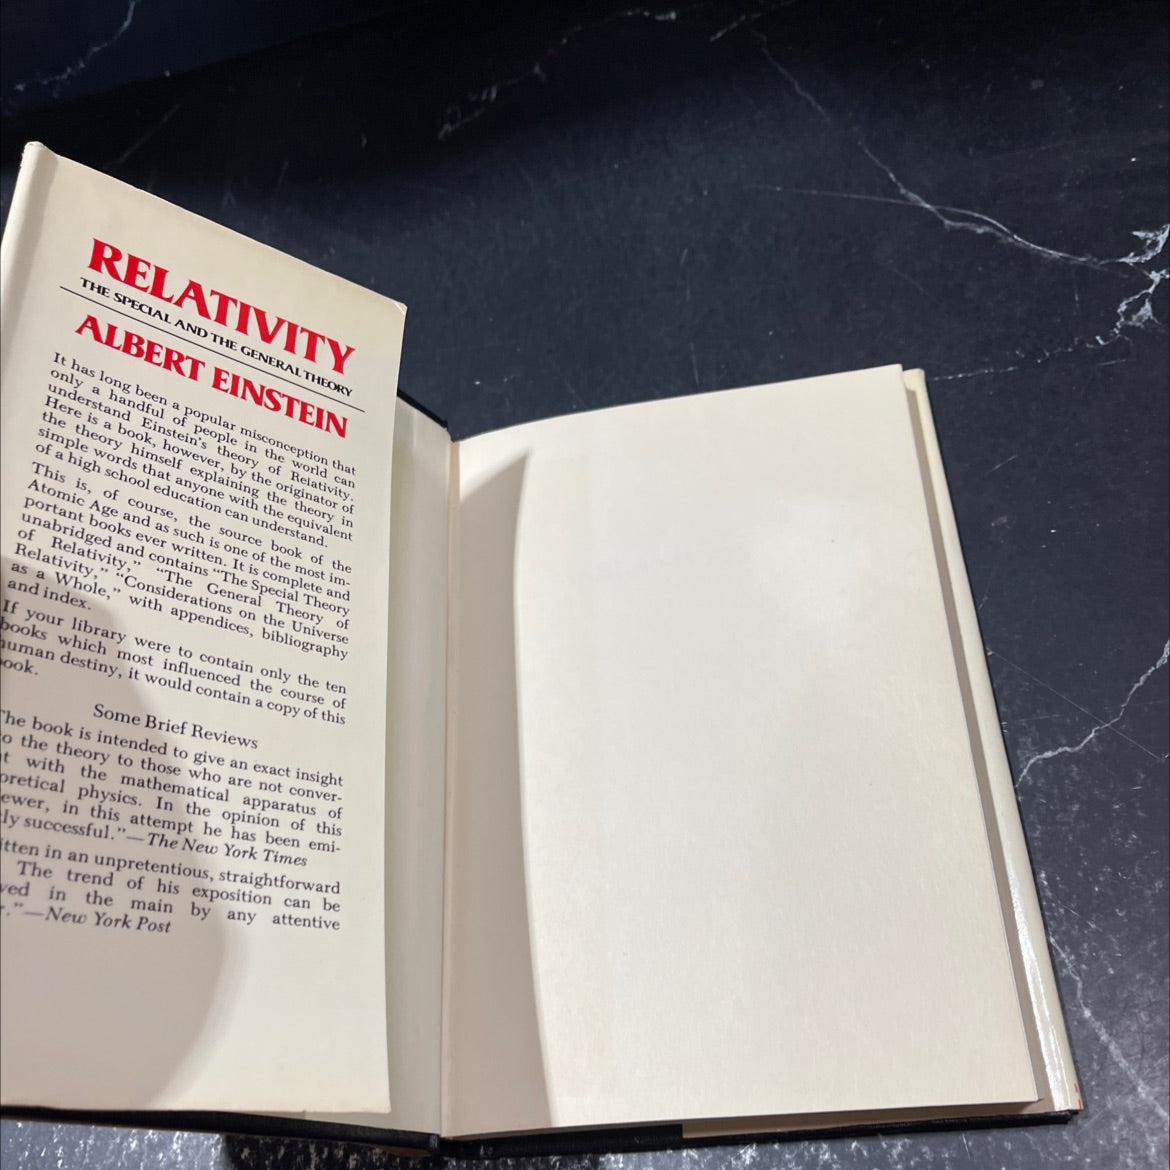 RELATIVITY
THE SPECIAL AND THE GENERAL THEORY
ALBERT EINSTEIN
It has long been a popular misconception that
only a handful of people in the world can
understand Einstein's theory of Relativity.
Here is a book, however, by the originator of
the theory himself explaining the theory in
simple words that anyone with the equivalent
of a high school education can understand.
This is, of course, the source book of the
Atomic Age and as such is one of the most im-
portant books ever written. It is complete and
unabridged and contains "The Special Theory
of Relativity," "The General Theory of
Relativity," "Considerations on the Universe
as a Whole," with appendices, bibliography
and index.
If your library were to contain only the ten
books which most influenced the course of
human destiny, it would contain a copy of this
ook.
Some Brief Reviews
The book is intended to give an exact insight
o the theory to those who are not conver-
t with the mathematical apparatus of
oretical physics. In the opinion of this
ewer, in this attempt he has been emi-
ly successful."—The New York Times
itten in an unpretentious, straightforward
The trend of his exposition can be
ved in the main by any attentive
r."—New York Post